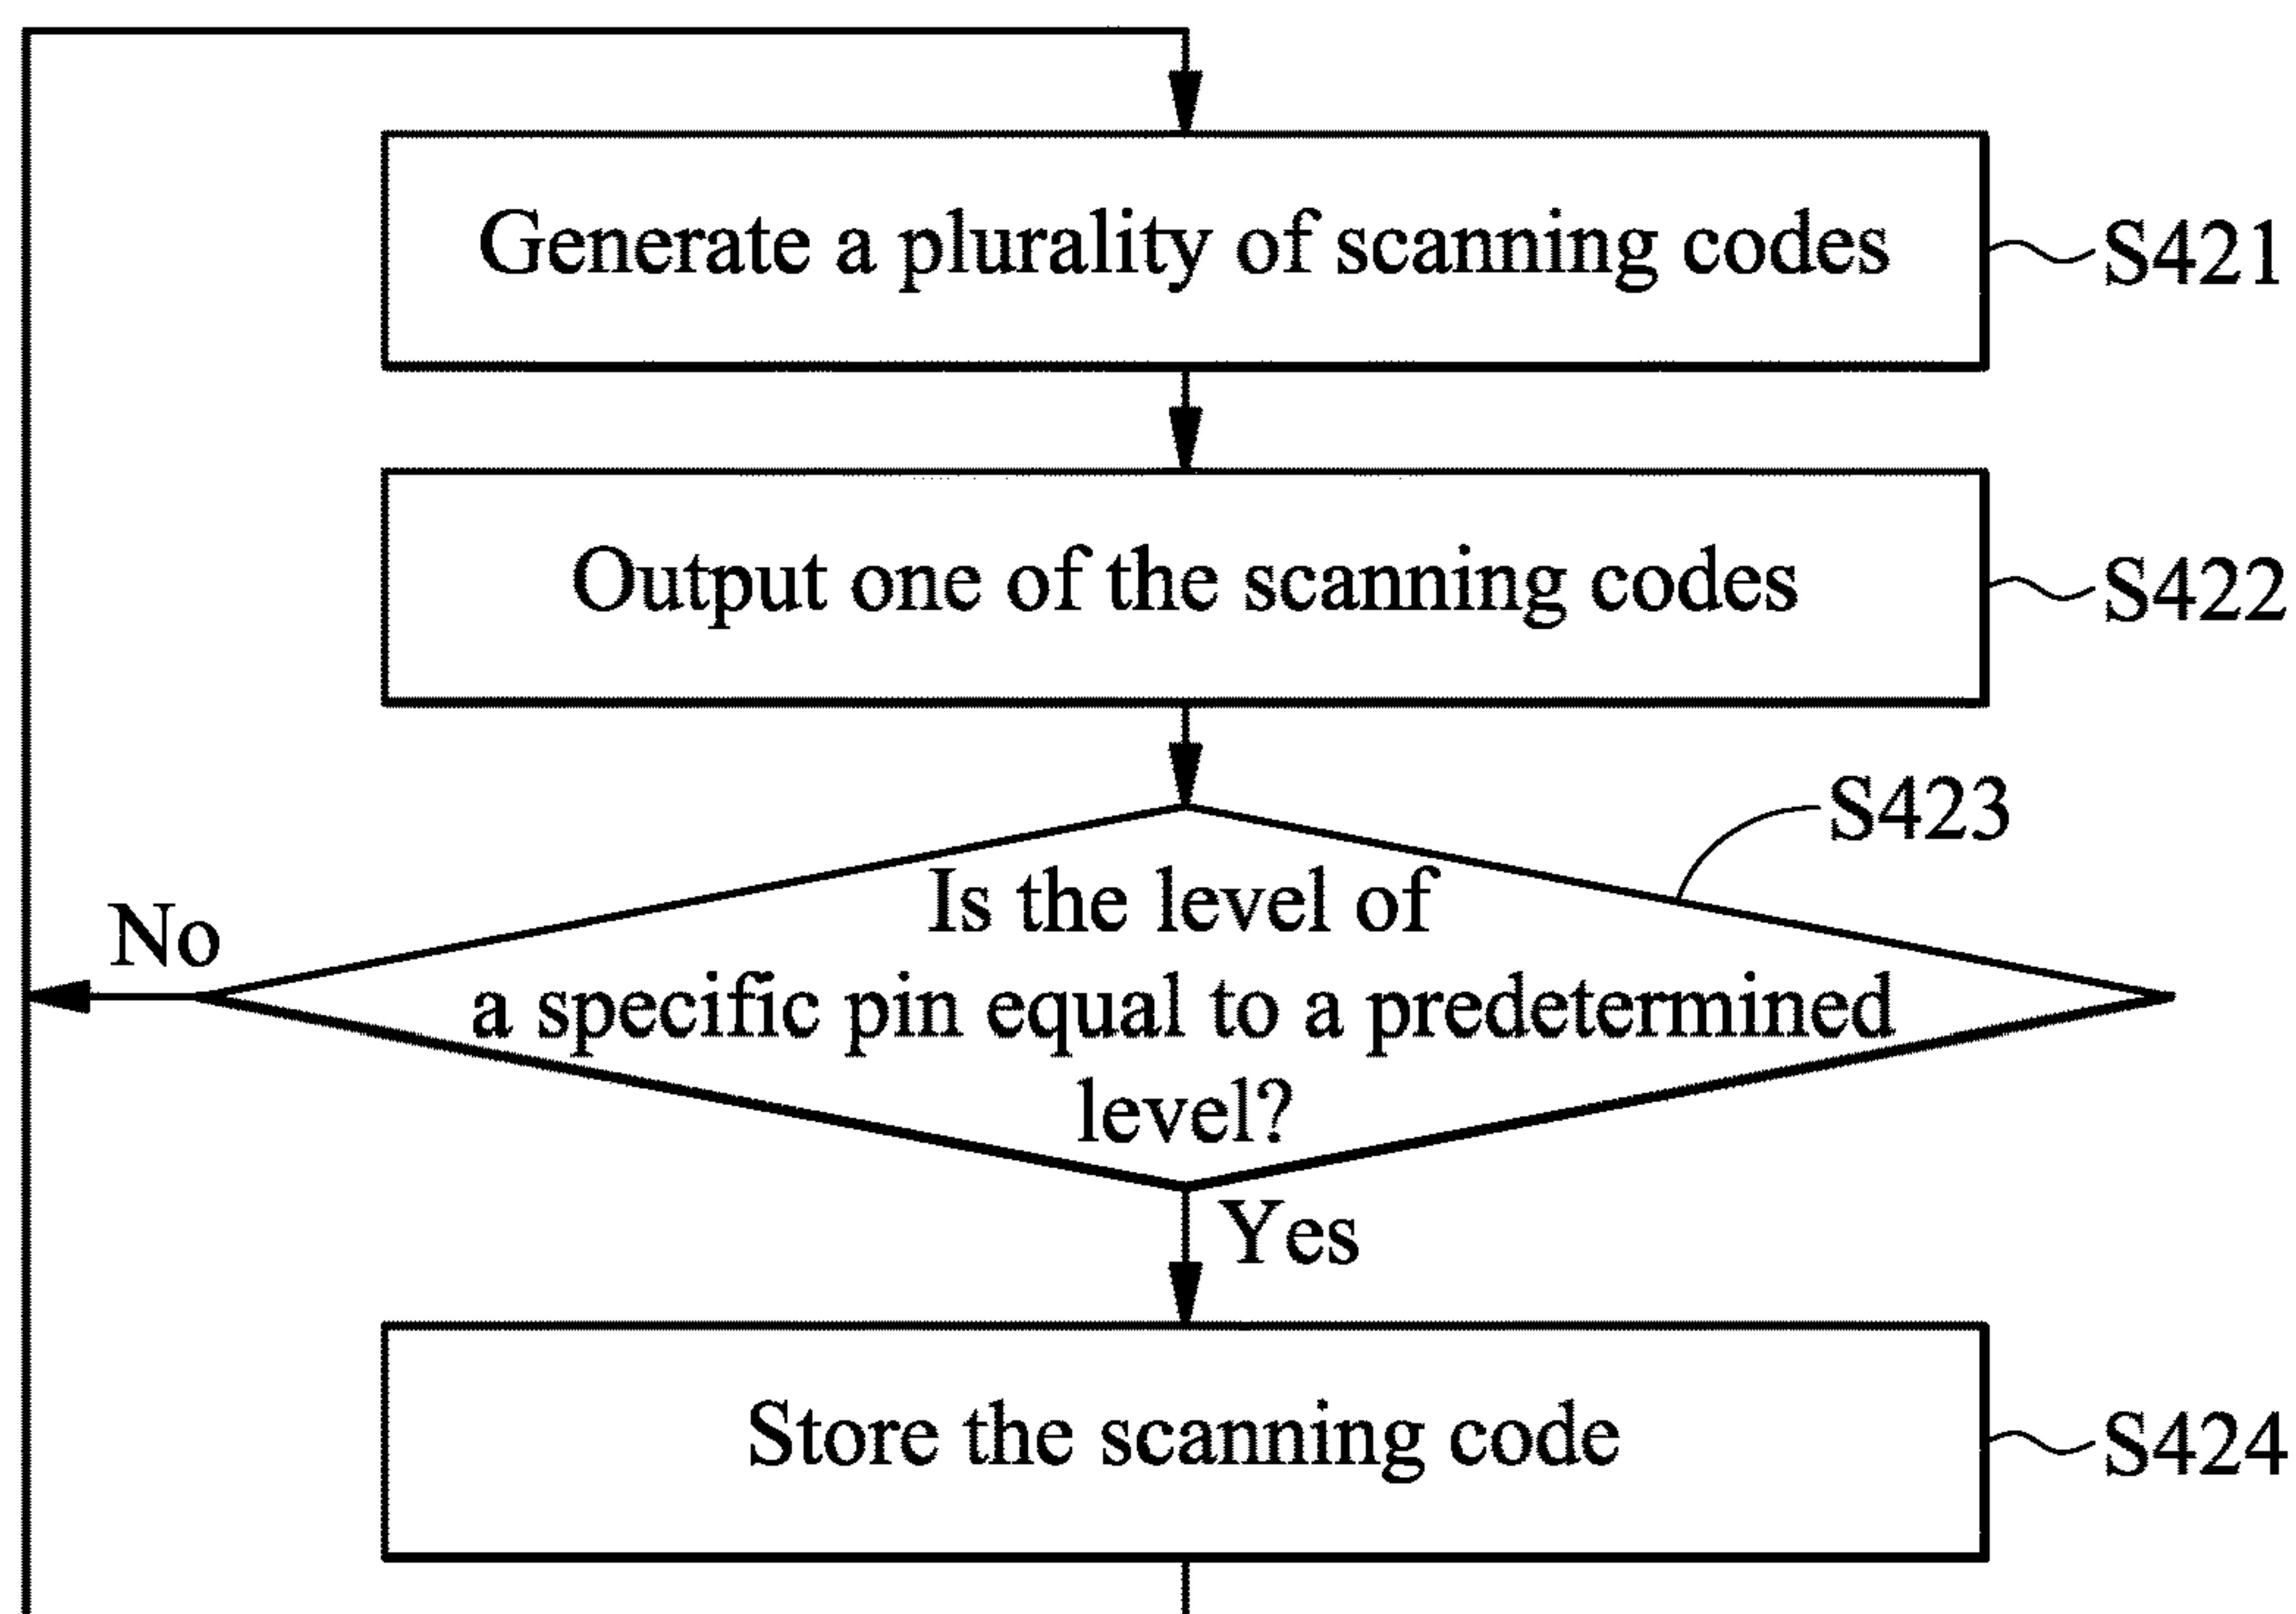 Generate a plurality of scanning codes
S421
Output one of the scanning codes
S422
S423
Is the level of
No
a specific pin equal to a predetermined
level?
Yes
Store the scanning code
S424